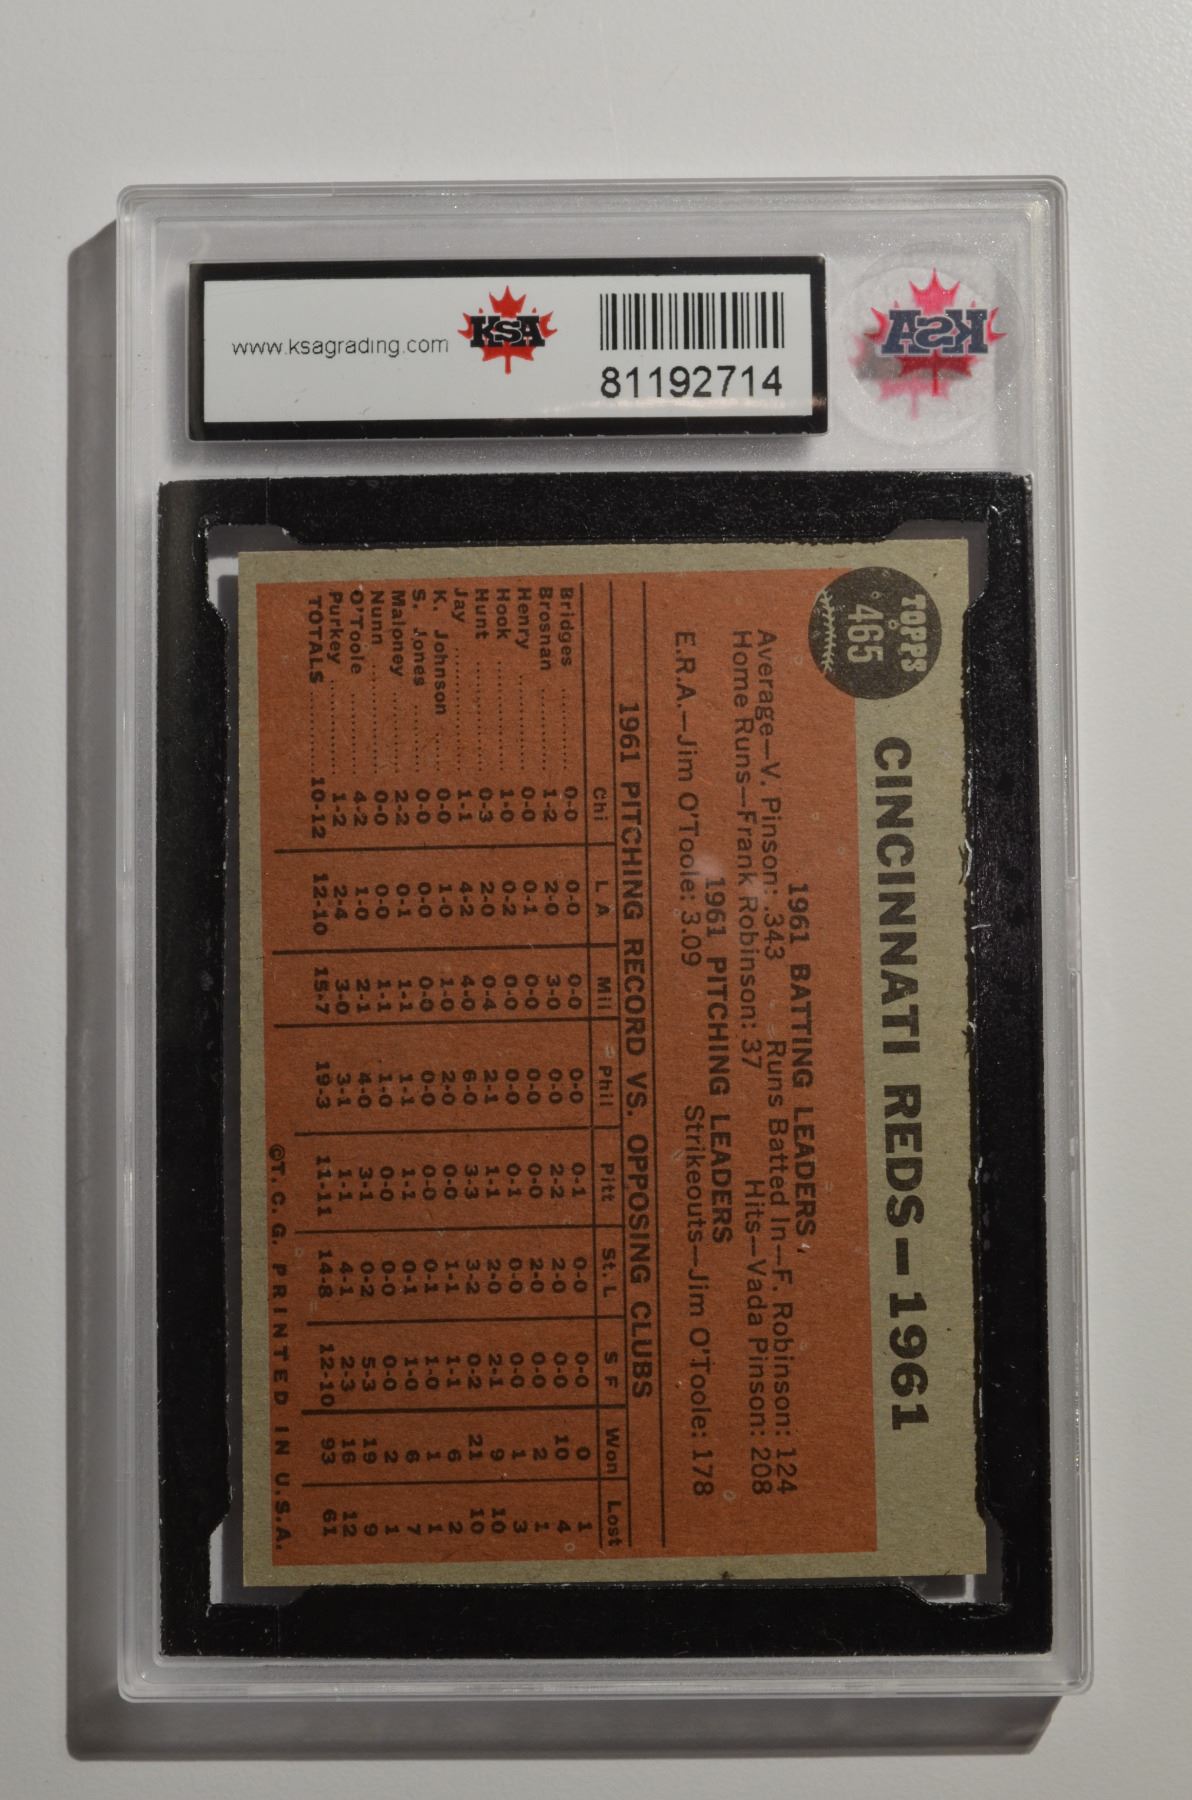 www.ksagrading.com
KSA
81192714
KSA
TOPPS
465
CINCINNATI REDS—1961
1961 BATTING LEADERS
Average—V. Pinson: .343 Runs Batted In—F. Robinson: 124
Home Runs—Frank Robinson: 37 Hits—Vada Pinson: 208
1961 PITCHING LEADERS
E.R.A.—Jim O'Toole: 3.09 Strikeouts—Jim O'Toole: 178
1961 PITCHING RECORD VS. OPPOSING CLUBS
Chi L A Mil Phil Pitt St. L S F Won Lost
Bridges 0-0 0-0 0-0 0-0 0-1 0-0 0-0 0 1
Brosnan 1-2 2-0 3-0 0-0 2-2 2-0 0-0 10 4
Henry 0-0 0-1 0-0 0-0 0-0 2-0 0-0 2 1
Hook 1-0 0-2 0-0 0-0 0-1 0-0 0-0 1 3
Hunt 0-3 2-0 0-4 2-1 1-1 2-0 2-1 9 10
Jay 1-1 4-2 4-0 6-0 3-3 3-2 0-2 21 10
K. Johnson 0-0 1-0 1-0 2-0 0-0 1-1 1-1 6 2
S. Jones 0-0 0-0 0-0 0-0 0-0 0-1 1-0 1 1
Maloney 2-2 0-1 1-1 1-1 1-1 0-1 1-0 6 7
Nunn 0-0 0-0 1-1 1-0 0-0 0-0 0-0 2 1
O'Toole 4-2 1-0 2-1 4-0 3-1 0-2 5-3 19 9
Purkey 1-2 2-4 3-0 3-1 1-1 4-1 2-3 16 12
TOTALS 10-12 12-10 15-7 19-3 11-11 14-8 12-10 93 61
©T. C. G. PRINTED IN U.S.A.